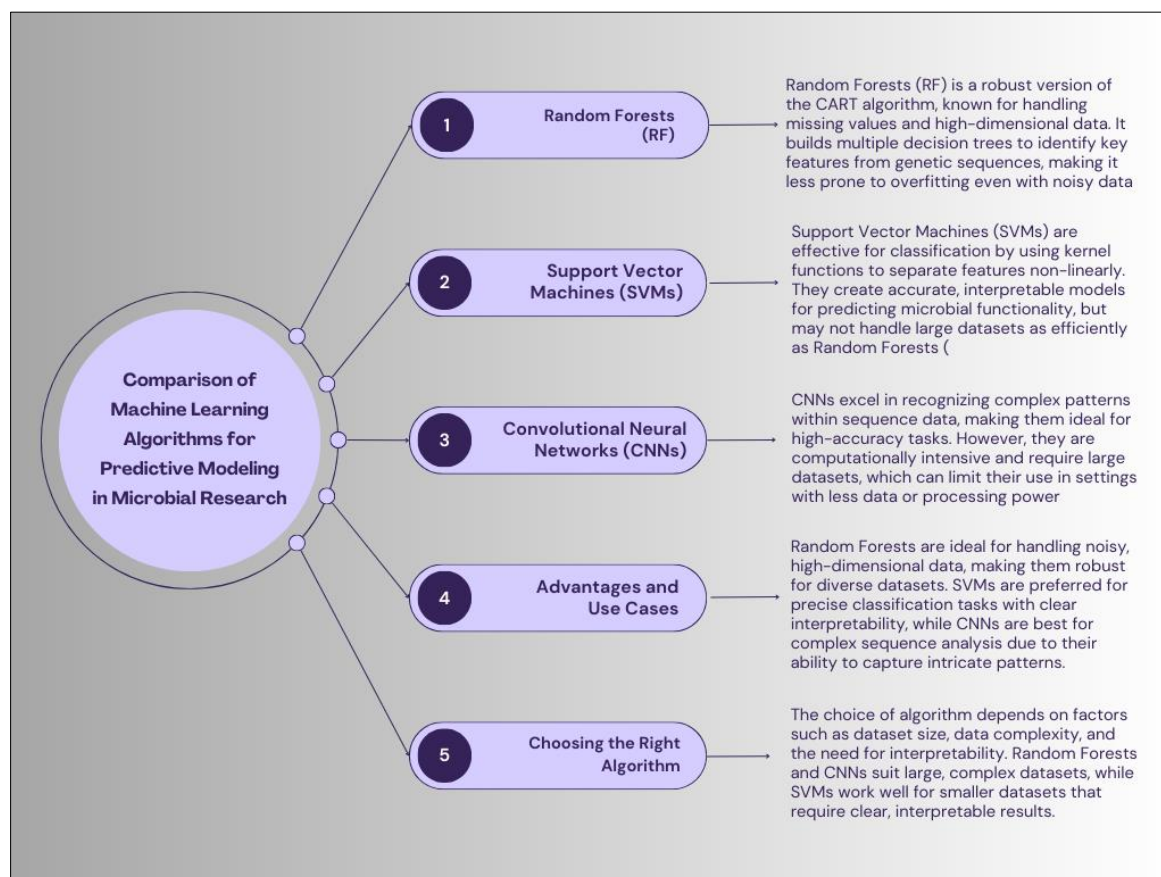 Comparison of
Machine Learning
Algorithms for
Predictive Modeling
in Microbial Research
1
Random Forests
(RF)
Random Forests (RF) is a robust version of
the CART algorithm, known for handling
missing values and high-dimensional data. It
builds multiple decision trees to identify key
features from genetic sequences, making it
less prone to overfitting even with noisy data
2
Support Vector
Machines (SVMs)
Support Vector Machines (SVMs) are
effective for classification by using kernel
functions to separate features non-linearly.
They create accurate, interpretable models
for predicting microbial functionality, but
may not handle large datasets as efficiently
as Random Forests (
3
Convolutional Neural
Networks (CNNs)
CNNs excel in recognizing complex patterns
within sequence data, making them ideal for
high-accuracy tasks. However, they are
computationally intensive and require large
datasets, which can limit their use in settings
with less data or processing power
4
Advantages and
Use Cases
Random Forests are ideal for handling noisy,
high-dimensional data, making them robust
for diverse datasets. SVMs are preferred for
precise classification tasks with clear
interpretability, while CNNs are best for
complex sequence analysis due to their
ability to capture intricate patterns.
5
Choosing the Right
Algorithm
The choice of algorithm depends on factors
such as dataset size, data complexity, and
the need for interpretability. Random Forests
and CNNs suit large, complex datasets, while
SVMs work well for smaller datasets that
require clear, interpretable results.